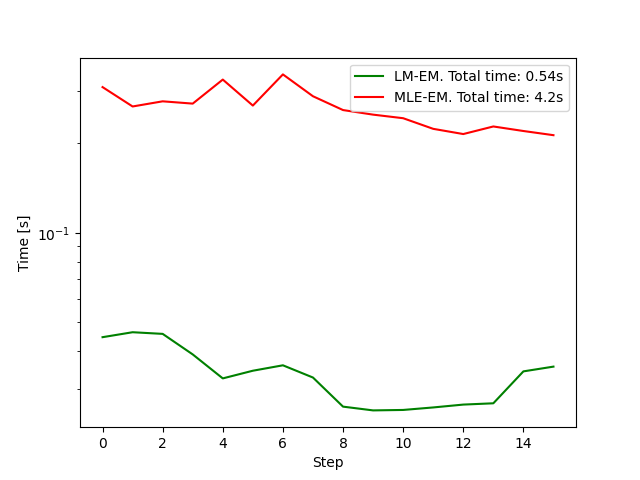 LM-EM. Total time: 0.54s
MLE-EM. Total time: 4.2s
Time [s]
10⁻¹
0 2 4 6 8 10 12 14
Step